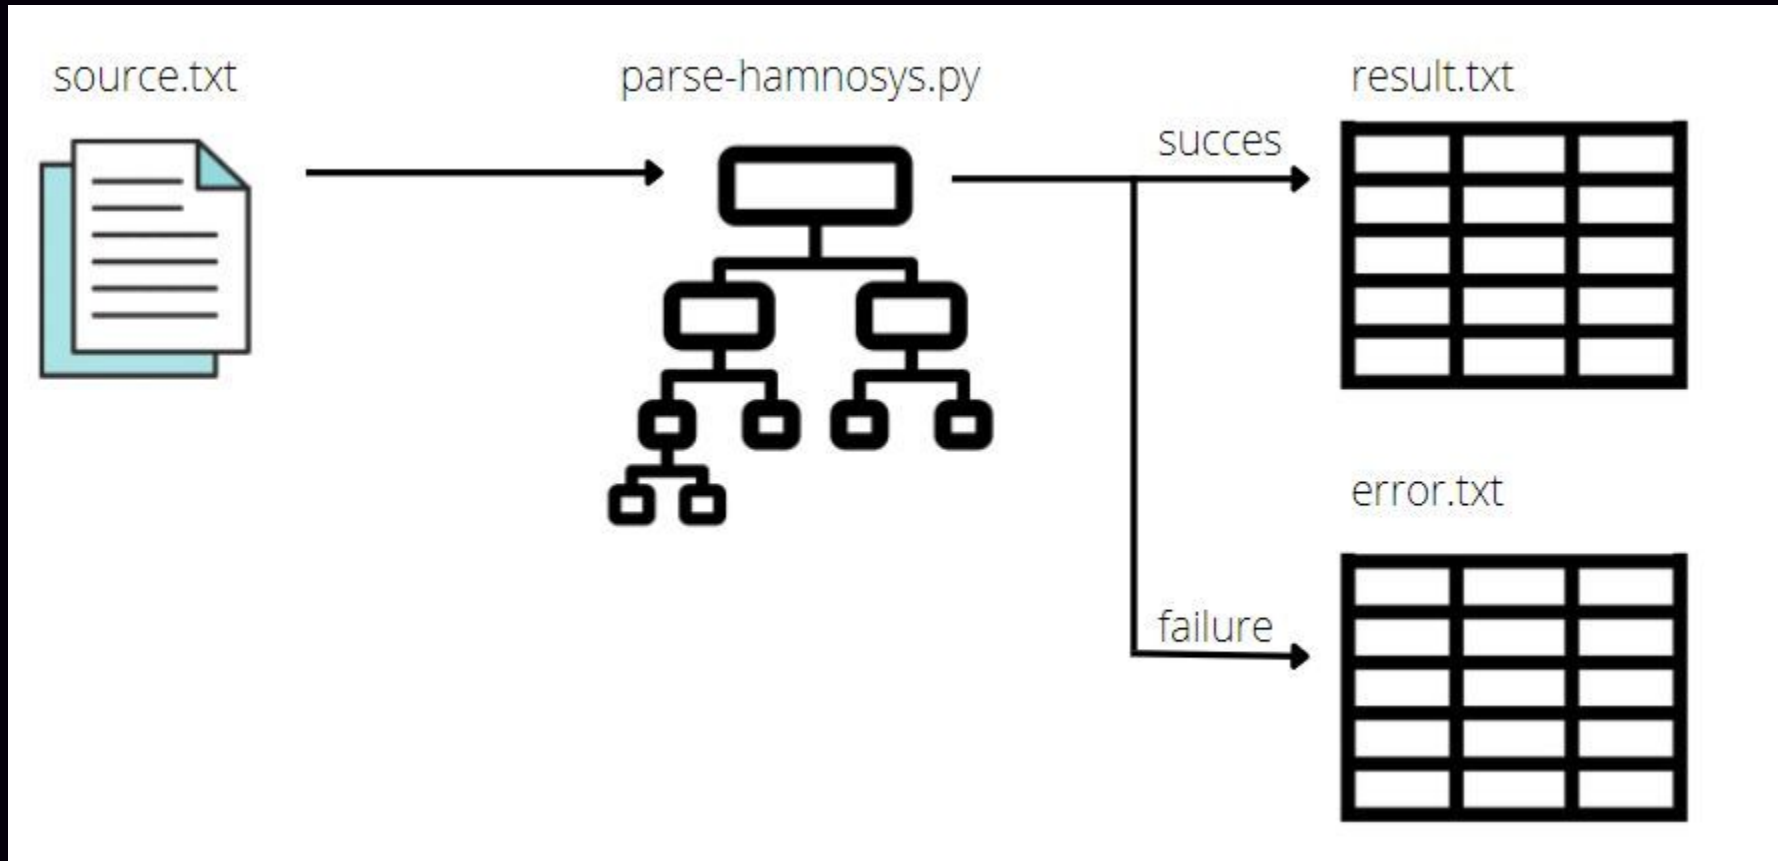 source.txt
parse-hamnosys.py
result.txt
succes
error.txt
failure